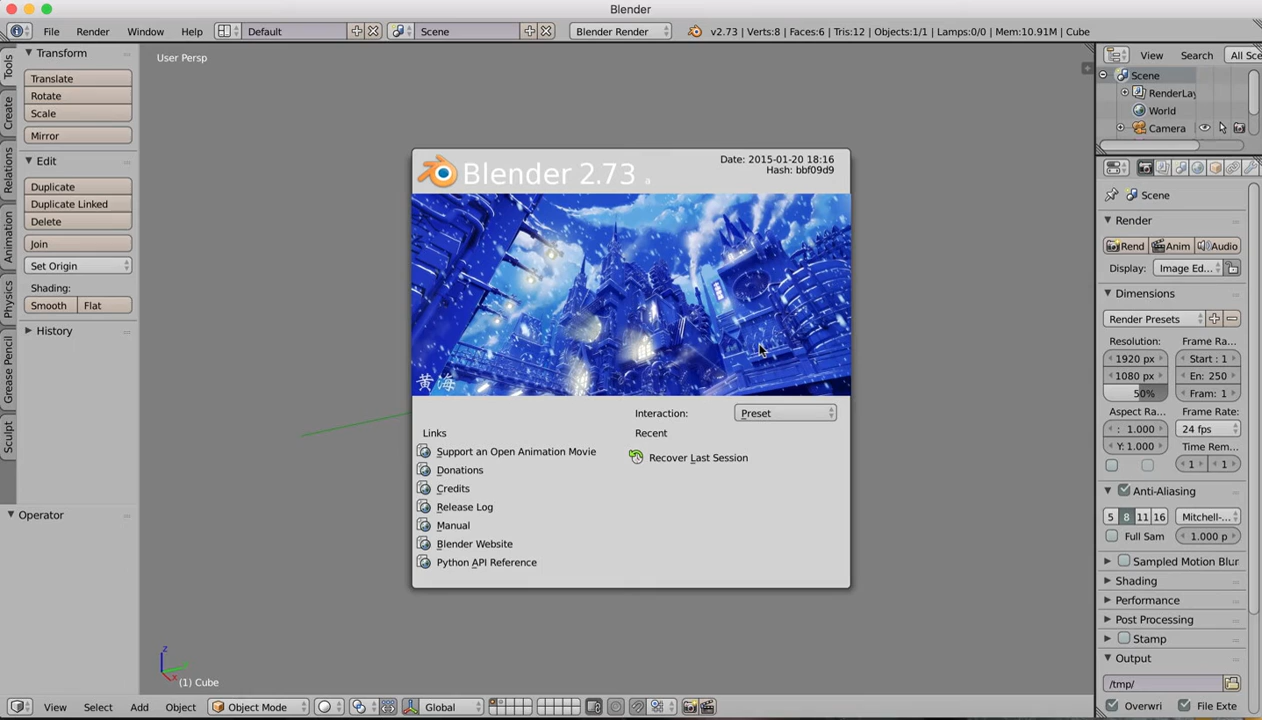 Blender
File Render Window Help Default Scene Blender Render v2.73 | Verts:8 | Faces:6 | Tris:12 | Objects:1/1 | Lamps:0/0 | Mem:10.91M | Cube
Tools
Create
Relations
Animation
Physics
Grease Pencil
Sculpt
Transform
Translate
Rotate
Scale
Mirror
Edit
Duplicate
Duplicate Linked
Delete
Join
Set Origin
Shading:
Smooth Flat
History
Operator
User Persp
Blender 2.73 a
Date: 2015-01-20 18:16
Hash: bbf09d9
黄海
Interaction: Preset
Links
Support an Open Animation Movie
Donations
Credits
Release Log
Manual
Blender Website
Python API Reference
Recent
Recover Last Session
z
x
(1) Cube
View Select Add Object Object Mode Global
View Search All Sce
Scene
RenderLay
World
Camera
Scene
Render
Rend Anim Audio
Display: Image Ed...
Dimensions
Render Presets
Resolution: Frame Ra...
1920 px Start : 1
1080 px En: 250
50% Fram: 1
Aspect Ra... Frame Rate:
: 1.000 24 fps
Y: 1.000 Time Rem...
1 1
Anti-Aliasing
5 8 11 16 Mitchell-...
Full Sam 1.000 p
Sampled Motion Blur
Shading
Performance
Post Processing
Stamp
Output
/tmp/
Overwri File Exte